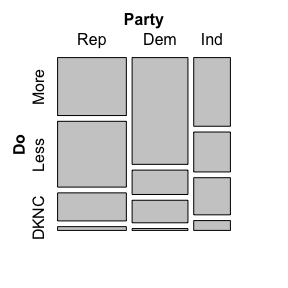 Party
Rep Dem Ind
Do
More
Less
DKNC